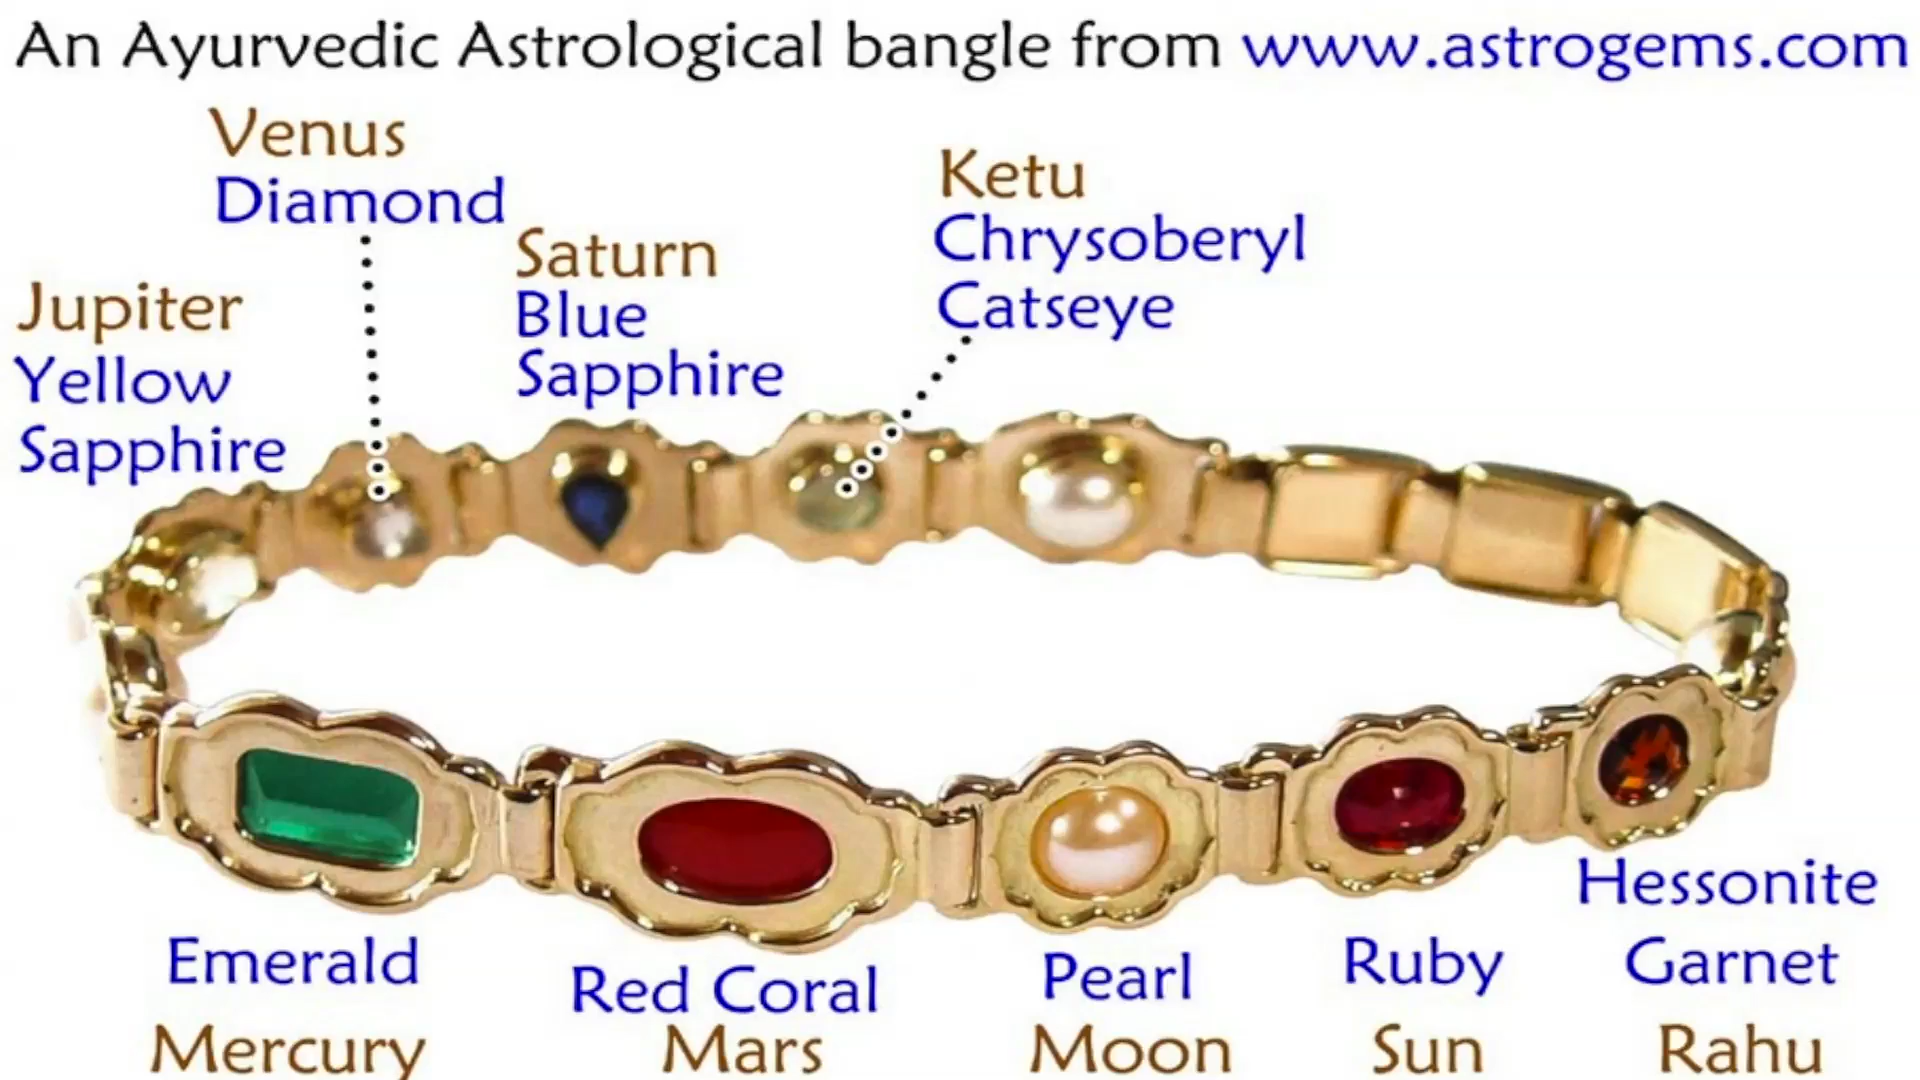 An Ayurvedic Astrological bangle from www.astrogems.com
Venus
Diamond
Ketu
Chrysoberyl
Catseye
Saturn
Blue
Sapphire
Jupiter
Yellow
Sapphire
Emerald
Mercury
Red Coral
Mars
Pearl
Moon
Ruby
Sun
Hessonite
Garnet
Rahu